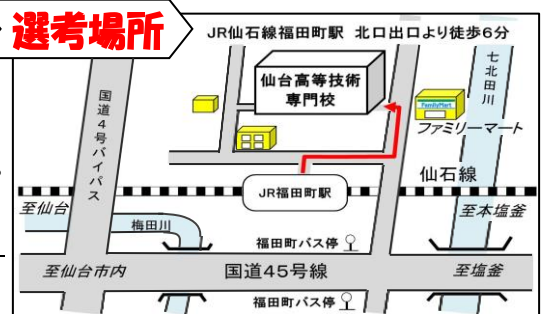 選考場所
JR仙石線福田町駅 北口出口より徒歩6分
仙台高等技術
専門校
国道4号バイパス
七北田川
FamilyMart
ファミリーマート
仙石線
JR福田町駅
至仙台
至本塩釜
梅田川
福田町バス停
至仙台市内
国道45号線
至塩釜
福田町バス停